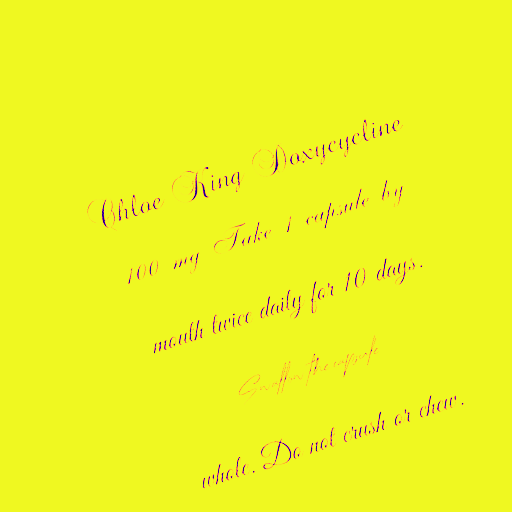 Chloe King Doxycycline
100 mg Take 1 capsule by
mouth twice daily for 10 days.
Swallow the capsule
whole. Do not crush or chew.